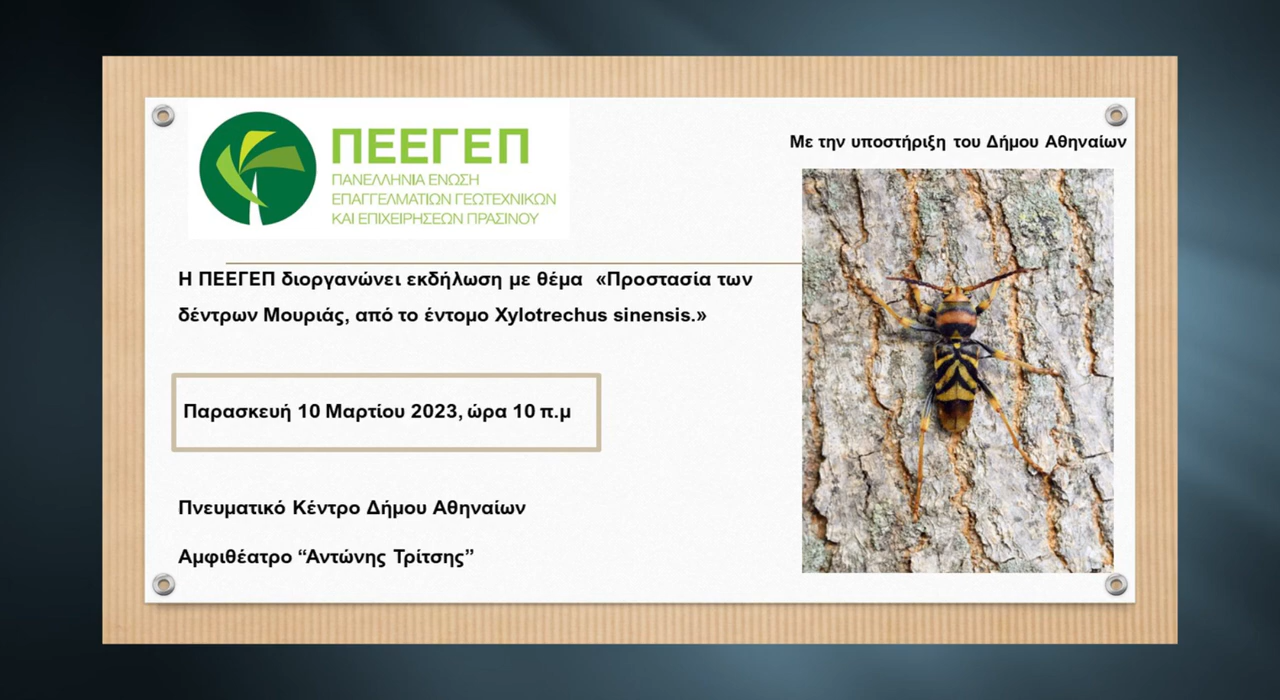 ΠΕΕΓΕΠ
ΠΑΝΕΛΛΗΝΙΑ ΕΝΩΣΗ
ΕΠΑΓΓΕΛΜΑΤΙΩΝ ΓΕΩΤΕΧΝΙΚΩΝ
ΚΑΙ ΕΠΙΧΕΙΡΗΣΕΩΝ ΠΡΑΣΙΝΟΥ
Με την υποστήριξη του Δήμου Αθηναίων
Η ΠΕΕΓΕΠ διοργανώνει εκδήλωση με θέμα «Προστασία των
δέντρων Μουριάς, από το έντομο Xylotrechus sinensis.»
Παρασκευή 10 Μαρτίου 2023, ώρα 10 π.μ
Πνευματικό Κέντρο Δήμου Αθηναίων
Αμφιθέατρο “Αντώνης Τρίτσης”